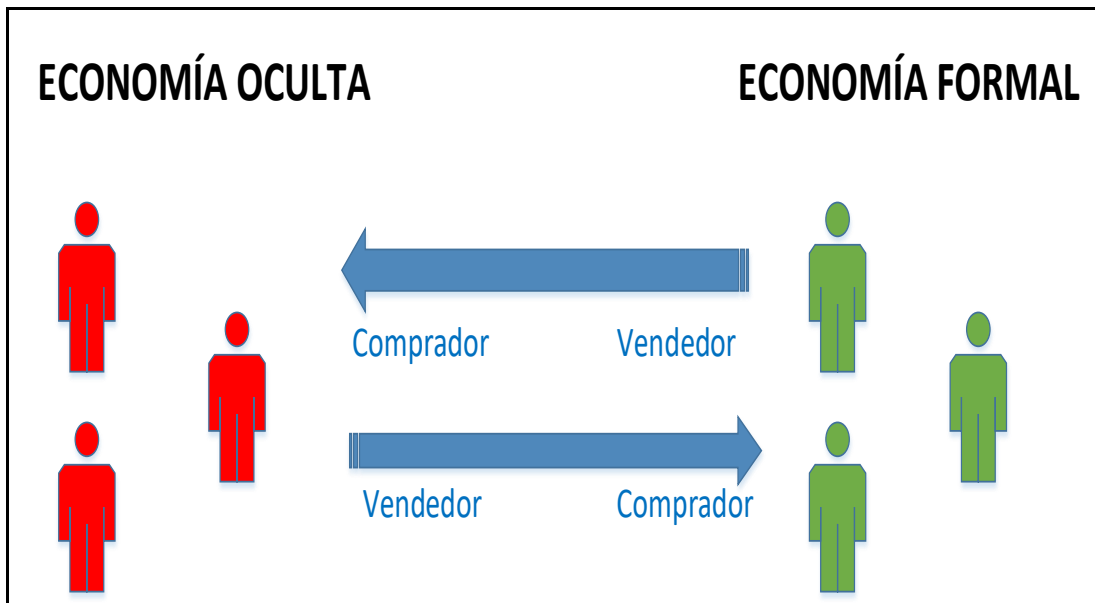 ECONOMÍA OCULTA
ECONOMÍA FORMAL
Comprador
Vendedor
Vendedor
Comprador